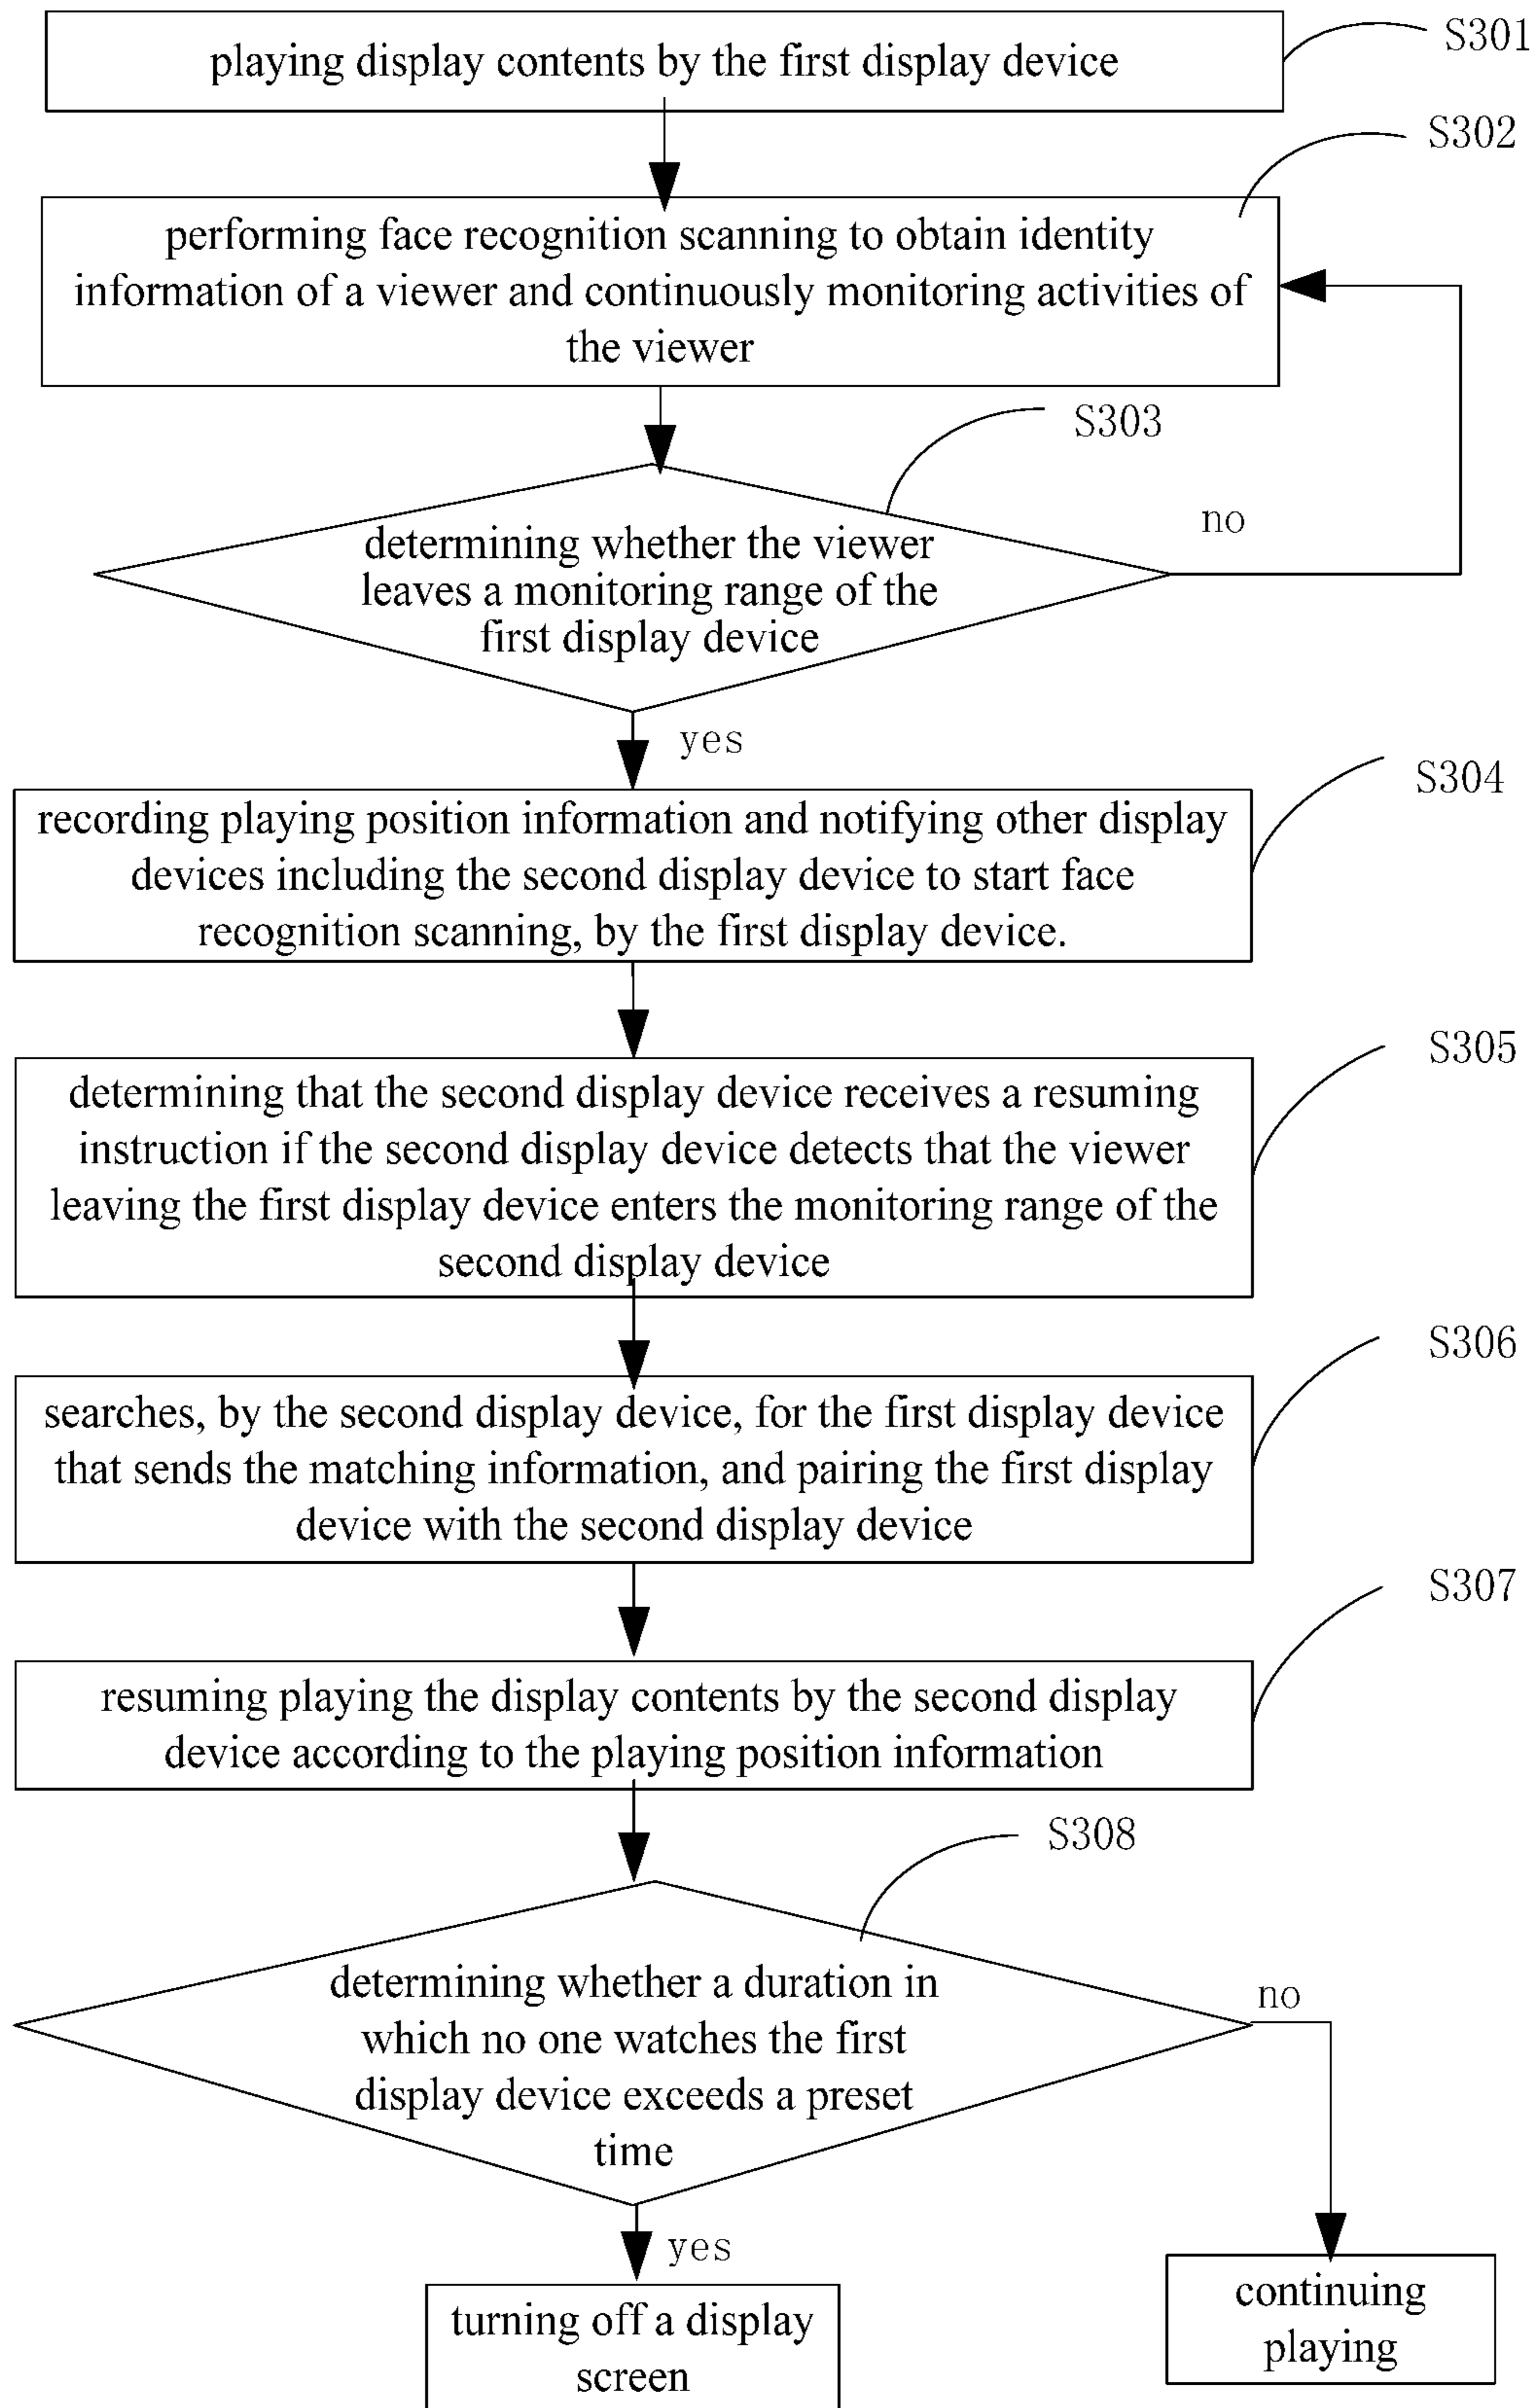 playing display contents by the first display device
S301
S302
performing face recognition scanning to obtain identity
information of a viewer and continuously monitoring activities of
the viewer
S303
determining whether the viewer
leaves a monitoring range of the
first display device
no
yes
S304
recording playing position information and notifying other display
devices including the second display device to start face
recognition scanning, by the first display device.
S305
determining that the second display device receives a resuming
instruction if the second display device detects that the viewer
leaving the first display device enters the monitoring range of the
second display device
S306
searches, by the second display device, for the first display device
that sends the matching information, and pairing the first display
device with the second display device
S307
resuming playing the display contents by the second display
device according to the playing position information
S308
determining whether a duration in
which no one watches the first
display device exceeds a preset
time
no
yes
turning off a display
screen
continuing
playing